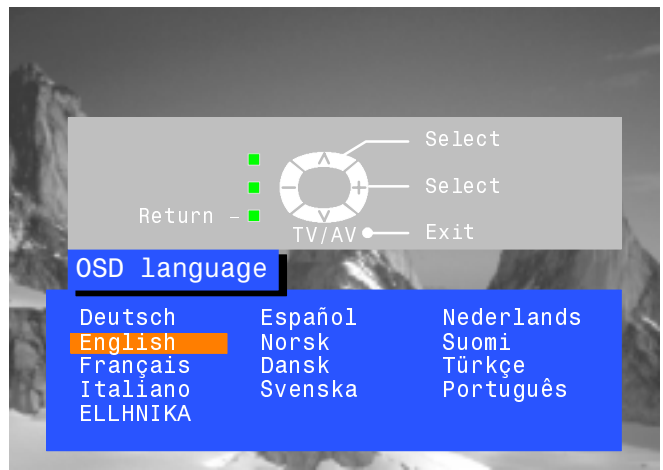 Select
Select
Return –
TV/AV
Exit
OSD language
Deutsch Español Nederlands
English Norsk Suomi
Français Dansk Türkçe
Italiano Svenska Português
ELLHNIKA